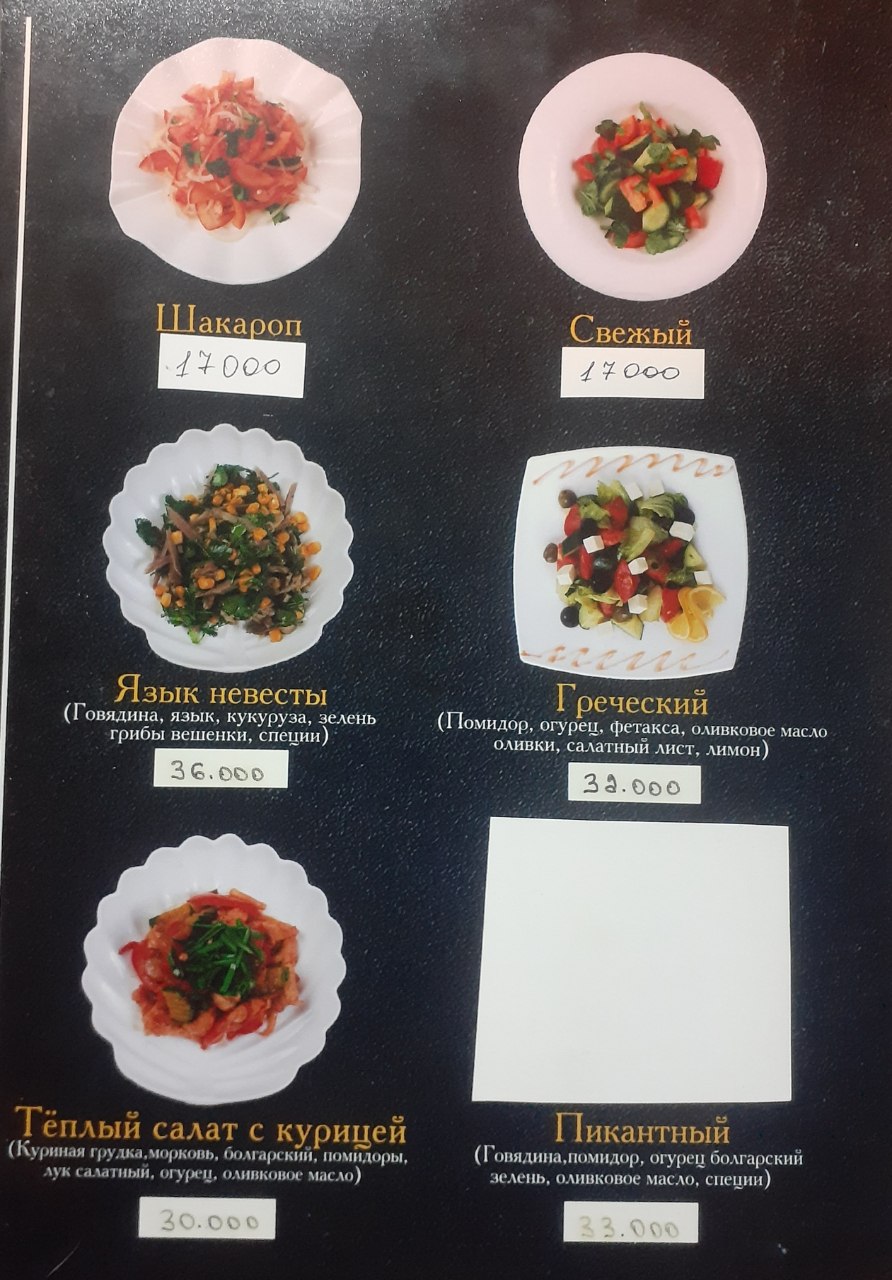 Шакароп
17000
Свежый
17000
Язык невесты
(Говядина, язык, кукуруза, зелень
грибы вешенки, специи)
36.000
Греческий
(Помидор, огурец, фетакса, оливковое масло
оливки, салатный лист, лимон)
32.000
Тёплый салат с курицей
(Куриная грудка,морковь, болгарский, помидоры,
лук салатный, огурец, оливковое масло)
30.000
Пикантный
(Говядина,помидор, огурец болгарский
зелень, оливковое масло, специи)
33.000